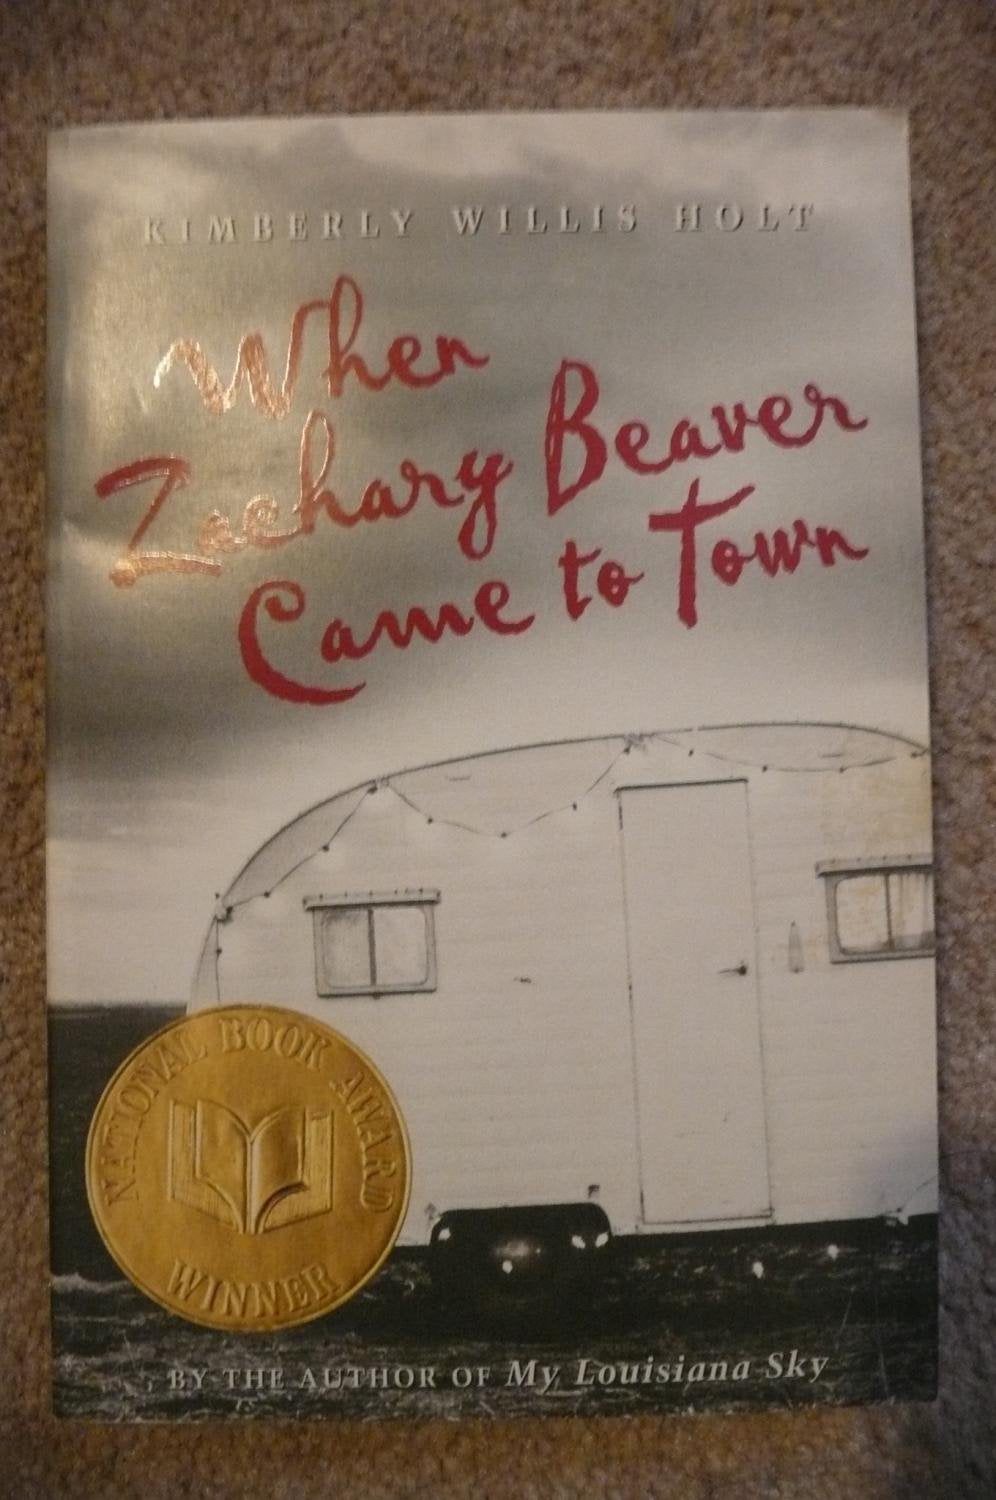 KIMBERLY WILLIS HOLT
When
Zachary Beaver
Came to Town
NATIONAL BOOK AWARD
WINNER
BY THE AUTHOR OF My Louisiana Sky